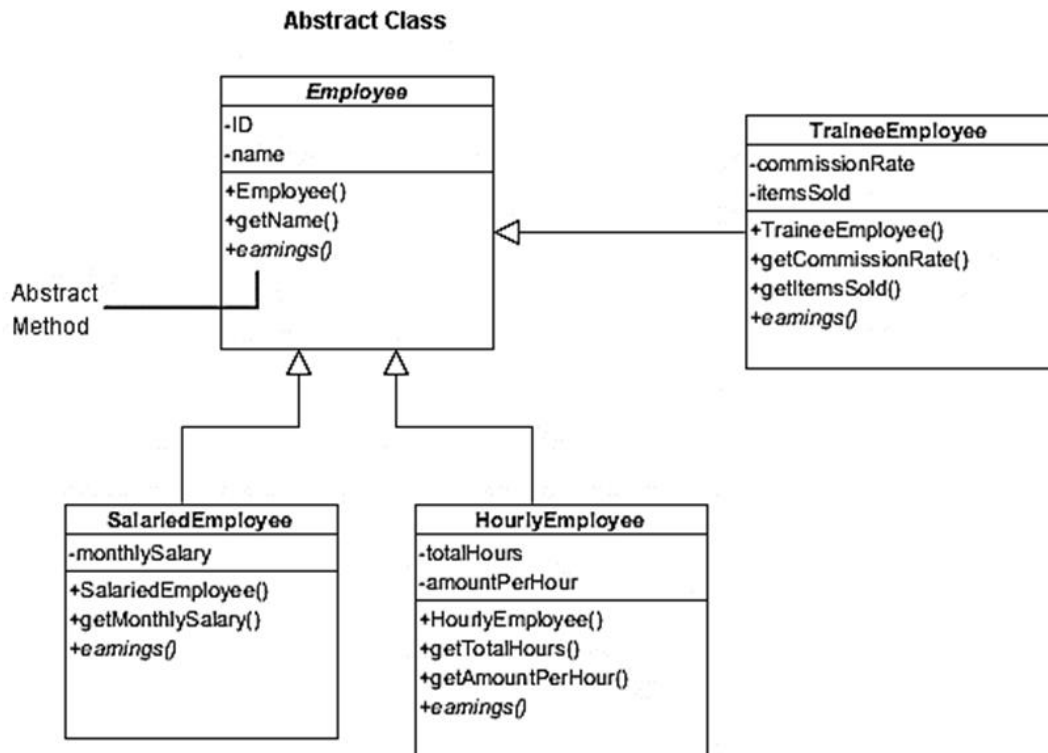 Abstract Class
Employee
-ID
-name
+Employee()
+getName()
+earnings()
Abstract
Method
TraineeEmployee
-commissionRate
-itemsSold
+TraineeEmployee()
+getCommissionRate()
+getItemsSold()
+earnings()
SalariedEmployee
-monthlySalary
+SalariedEmployee()
+getMonthlySalary()
+earnings()
HourlyEmployee
-totalHours
-amountPerHour
+HourlyEmployee()
+getTotalHours()
+getAmountPerHour()
+earnings()